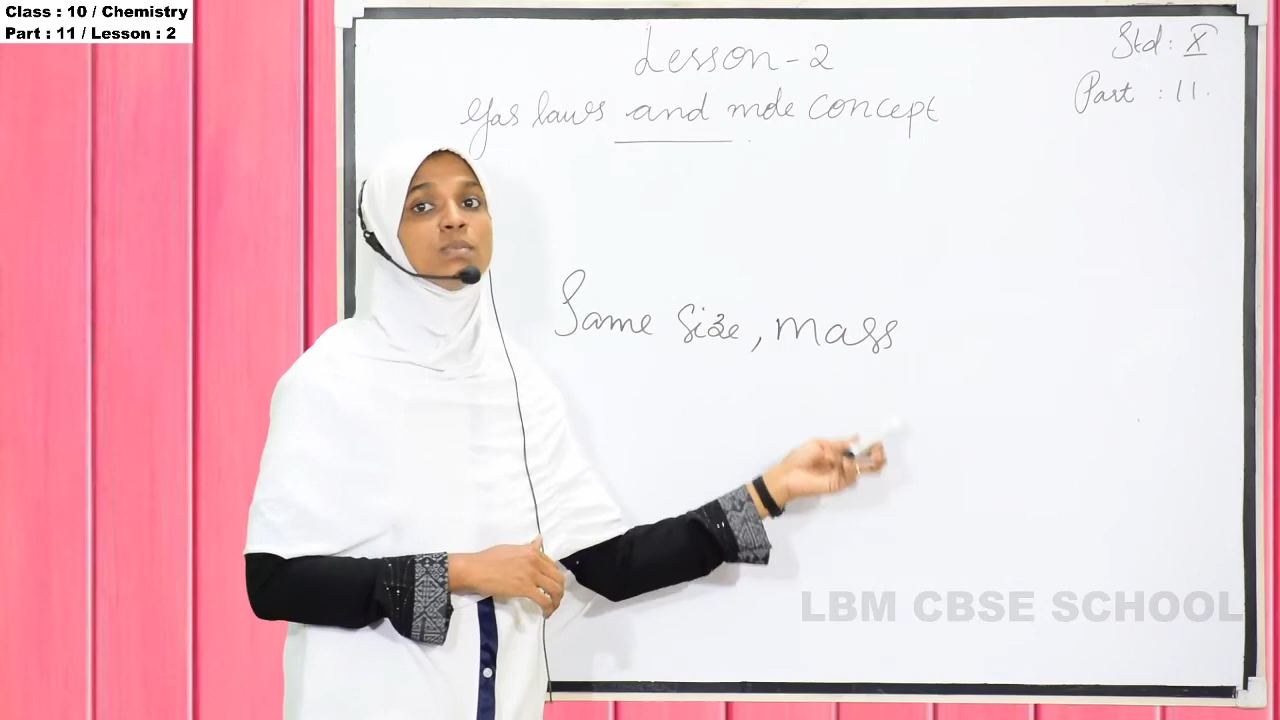 Class : 10 / Chemistry
Part : 11 / Lesson : 2
Lesson - 2
Std : X
Gas laws and mole concept
Part : 11.
Same size, mass
LBM CBSE SCHOOL